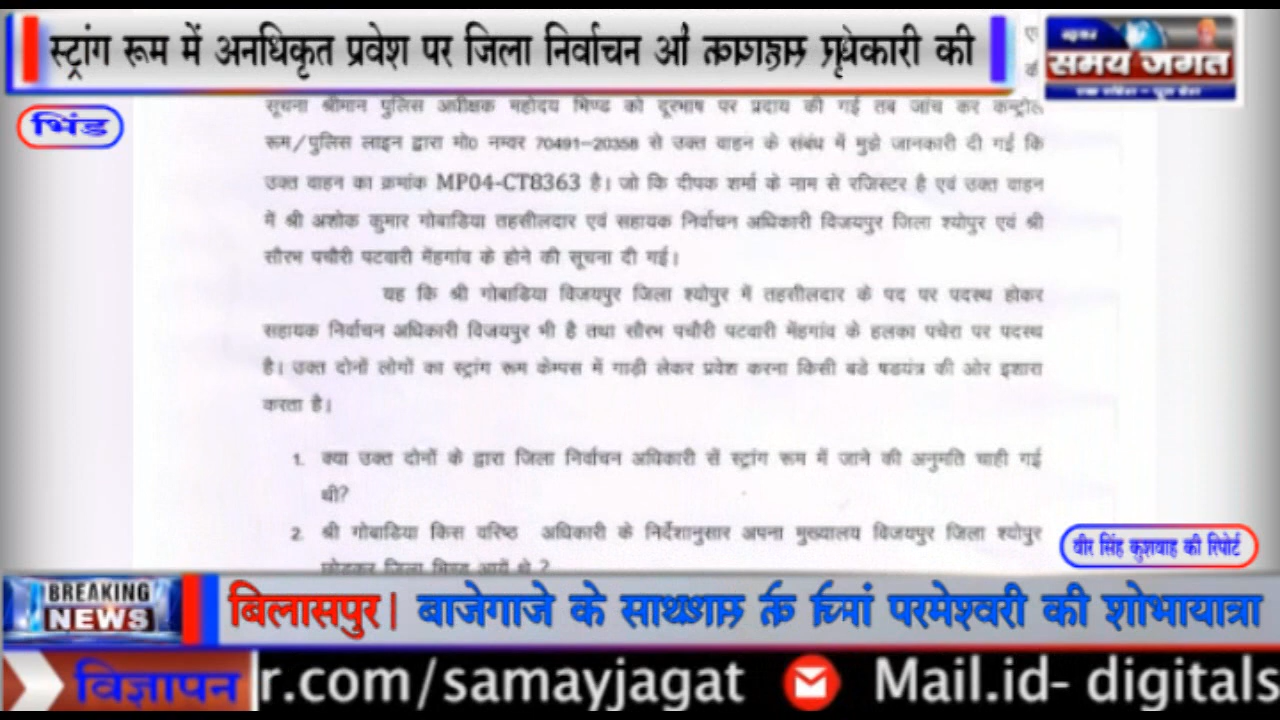 स्ट्रांग रूम में अनधिकृत प्रवेश पर जिला निर्वाचन की
समय जगत
भिंड
सूचना श्रीमान पुलिस अधीक्षक महोदय भिण्ड को दूरभाष पर प्रदाय की गई तब जांच कर कन्ट्रोल
रूम/पुलिस लाइन द्वारा मो0 नम्वर 70491-20358 से उक्त वाहन के संबंध में मुझे जानकारी दी गई कि
उक्त वाहन का क्रमांक MP04-CT8363 है। जो कि दीपक शर्मा के नाम से रजिस्टर है एवं उक्त वाहन
में श्री अशोक कुमार गोबाडिया तहसीलदार एवं सहायक निर्वाचन अधिकारी विजयपुर जिला श्योपुर एवं श्री
सौरभ पचौरी पटवारी मेंहगांव के होने की सूचना दी गई।
यह कि श्री गोबाडिया विजयपुर जिला श्योपुर में तहसीलदार के पद पर पदस्थ होकर
सहायक निर्वाचन अधिकारी विजयपुर भी है तथा सौरभ पचौरी पटवारी मेंहगांव के हलका पचेरा पर पदस्थ
है। उक्त दोनों लोगों का स्ट्रांग रूम केम्पस में गाड़ी लेकर प्रवेश करना किसी बडे षडयंत्र की ओर इशारा
करता है।
1. क्या उक्त दोनों के द्वारा जिला निर्वाचन अधिकारी सें स्ट्रांग रूम में जाने की अनुमति चाही गई
थी?
2. श्री गोबाडिया किस वरिष्ठ अधिकारी के निर्देशानुसार अपना मुख्यालय विजयपुर जिला श्योपुर
वीर सिंह कुशवाह की रिपोर्ट
BREAKING
NEWS
बिलासपुर| बाजेगाजे के परमेश्वरी की शोभायात्रा
विज्ञापन r.com/samayjagat Mail.id- digitals